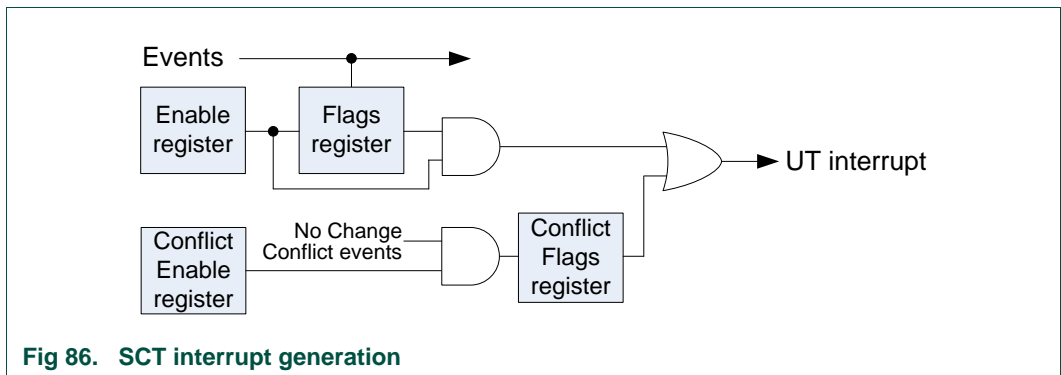 Events
Enable
register
Flags
register
UT interrupt
No Change
Conflict events
Conflict
Enable
register
Conflict
Flags
register
Fig 86. SCT interrupt generation